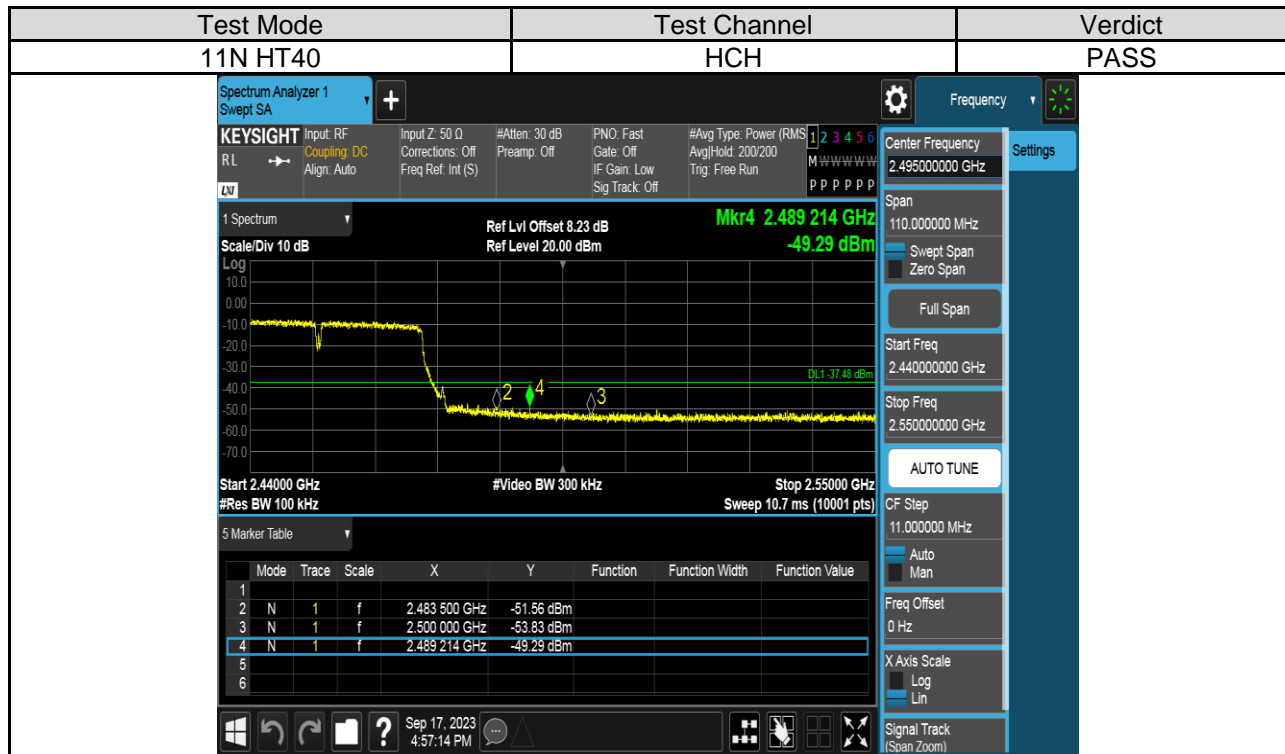 Test Mode Test Channel Verdict
11N HT40 HCH PASS
Spectrum Analyzer 1
Swept SA
+
Frequency
KEYSIGHT
RL
LXI
Input: RF
Coupling: DC
Align: Auto
Input Z: 50 Ω
Corrections: Off
Freq Ref: Int (S)
#Atten: 30 dB
Preamp: Off
PNO: Fast
Gate: Off
IF Gain: Low
Sig Track: Off
#Avg Type: Power (RMS
Avg|Hold: 200/200
Trig: Free Run
1 2 3 4 5 6
M W W W W W
P P P P P P
1 Spectrum
Scale/Div 10 dB
Ref Lvl Offset 8.23 dB
Ref Level 20.00 dBm
Mkr4 2.489 214 GHz
-49.29 dBm
Log
10.0
0.00
-10.0
-20.0
-30.0
-40.0
-50.0
-60.0
-70.0
DL1 -37.48 dBm
2 4 3
Start 2.44000 GHz #Video BW 300 kHz Stop 2.55000 GHz
#Res BW 100 kHz Sweep 10.7 ms (10001 pts)
5 Marker Table
Mode Trace Scale X Y Function Function Width Function Value
1
2 N 1 f 2.483 500 GHz -51.56 dBm
3 N 1 f 2.500 000 GHz -53.83 dBm
4 N 1 f 2.489 214 GHz -49.29 dBm
5
6
?
Sep 17, 2023
4:57:14 PM
Center Frequency
2.495000000 GHz
Settings
Span
110.000000 MHz
Swept Span
Zero Span
Full Span
Start Freq
2.440000000 GHz
Stop Freq
2.550000000 GHz
AUTO TUNE
CF Step
11.000000 MHz
Auto
Man
Freq Offset
0 Hz
X Axis Scale
Log
Lin
Signal Track
(Span Zoom)